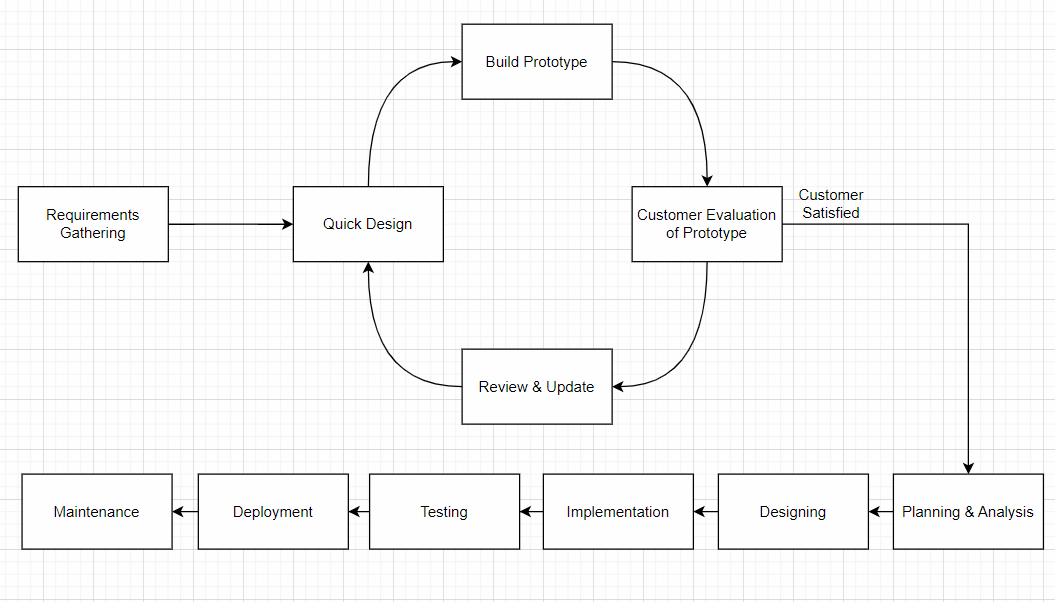 Build Prototype
Requirements
Gathering
Quick Design
Customer Evaluation
of Prototype
Customer
Satisfied
Review & Update
Maintenance
Deployment
Testing
Implementation
Designing
Planning & Analysis